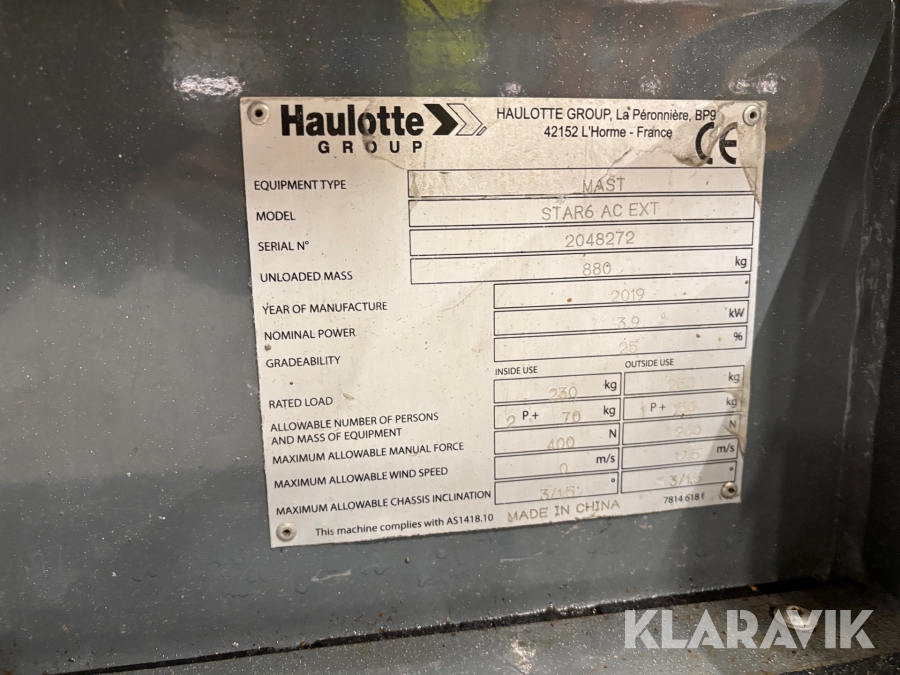 Haulotte
GROUP
HAULOTTE GROUP, La Péronnière, BP9
42152 L'Horme - France
CE
EQUIPMENT TYPE MAST
MODEL STAR6 AC EXT
SERIAL N° 2048272
UNLOADED MASS 880 kg
YEAR OF MANUFACTURE 2019
NOMINAL POWER 3.9 kW
GRADEABILITY 25 %
INSIDE USE OUTSIDE USE
RATED LOAD 230 kg kg
ALLOWABLE NUMBER OF PERSONS
AND MASS OF EQUIPMENT 2 P+ 70 kg P+ kg
MAXIMUM ALLOWABLE MANUAL FORCE 400 N 200 N
MAXIMUM ALLOWABLE WIND SPEED 0 m/s m/s
MAXIMUM ALLOWABLE CHASSIS INCLINATION 3/1.5 ° 3/1.5 °
This machine complies with AS1418.10 MADE IN CHINA 7814 618 f
KLARAVIK